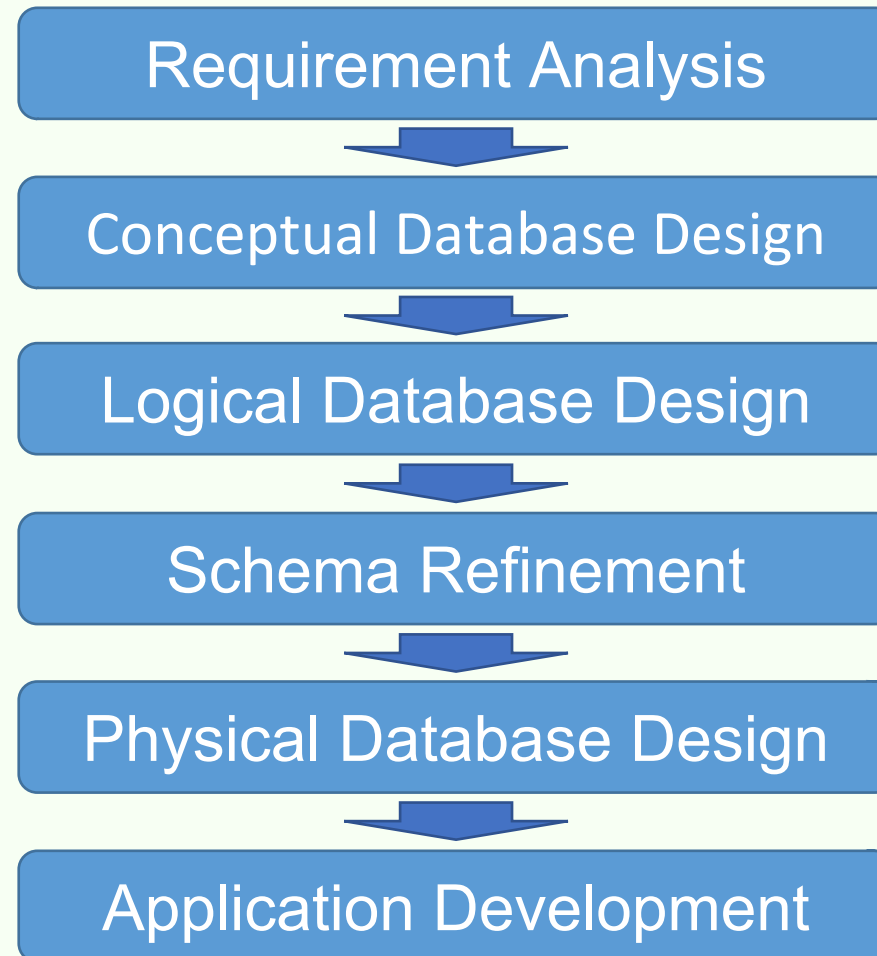 Requirement Analysis
Conceptual Database Design
Logical Database Design
Schema Refinement
Physical Database Design
Application Development